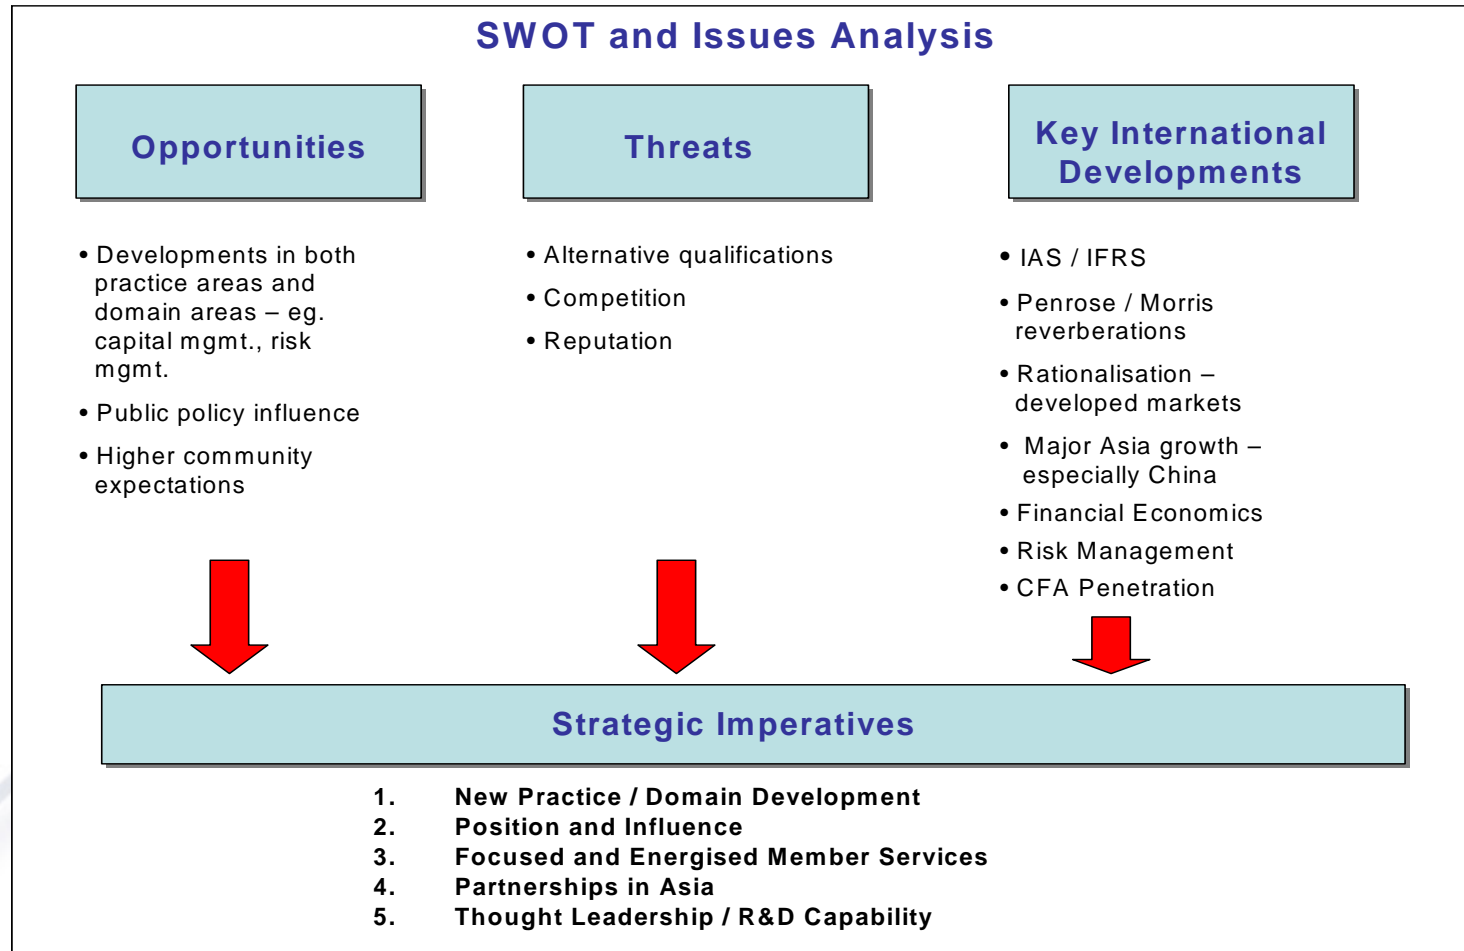 SWOT and Issues Analysis
Opportunities
• Developments in both
practice areas and
domain areas – eg.
capital mgmt., risk
mgmt.
• Public policy influence
• Higher community
expectations
Threats
• Alternative qualifications
• Competition
• Reputation
Key International
Developments
• IAS / IFRS
• Penrose / Morris
reverberations
• Rationalisation –
developed markets
• Major Asia growth –
especially China
• Financial Economics
• Risk Management
• CFA Penetration
Strategic Imperatives
1. New Practice / Domain Development
2. Position and Influence
3. Focused and Energised Member Services
4. Partnerships in Asia
5. Thought Leadership / R&D Capability